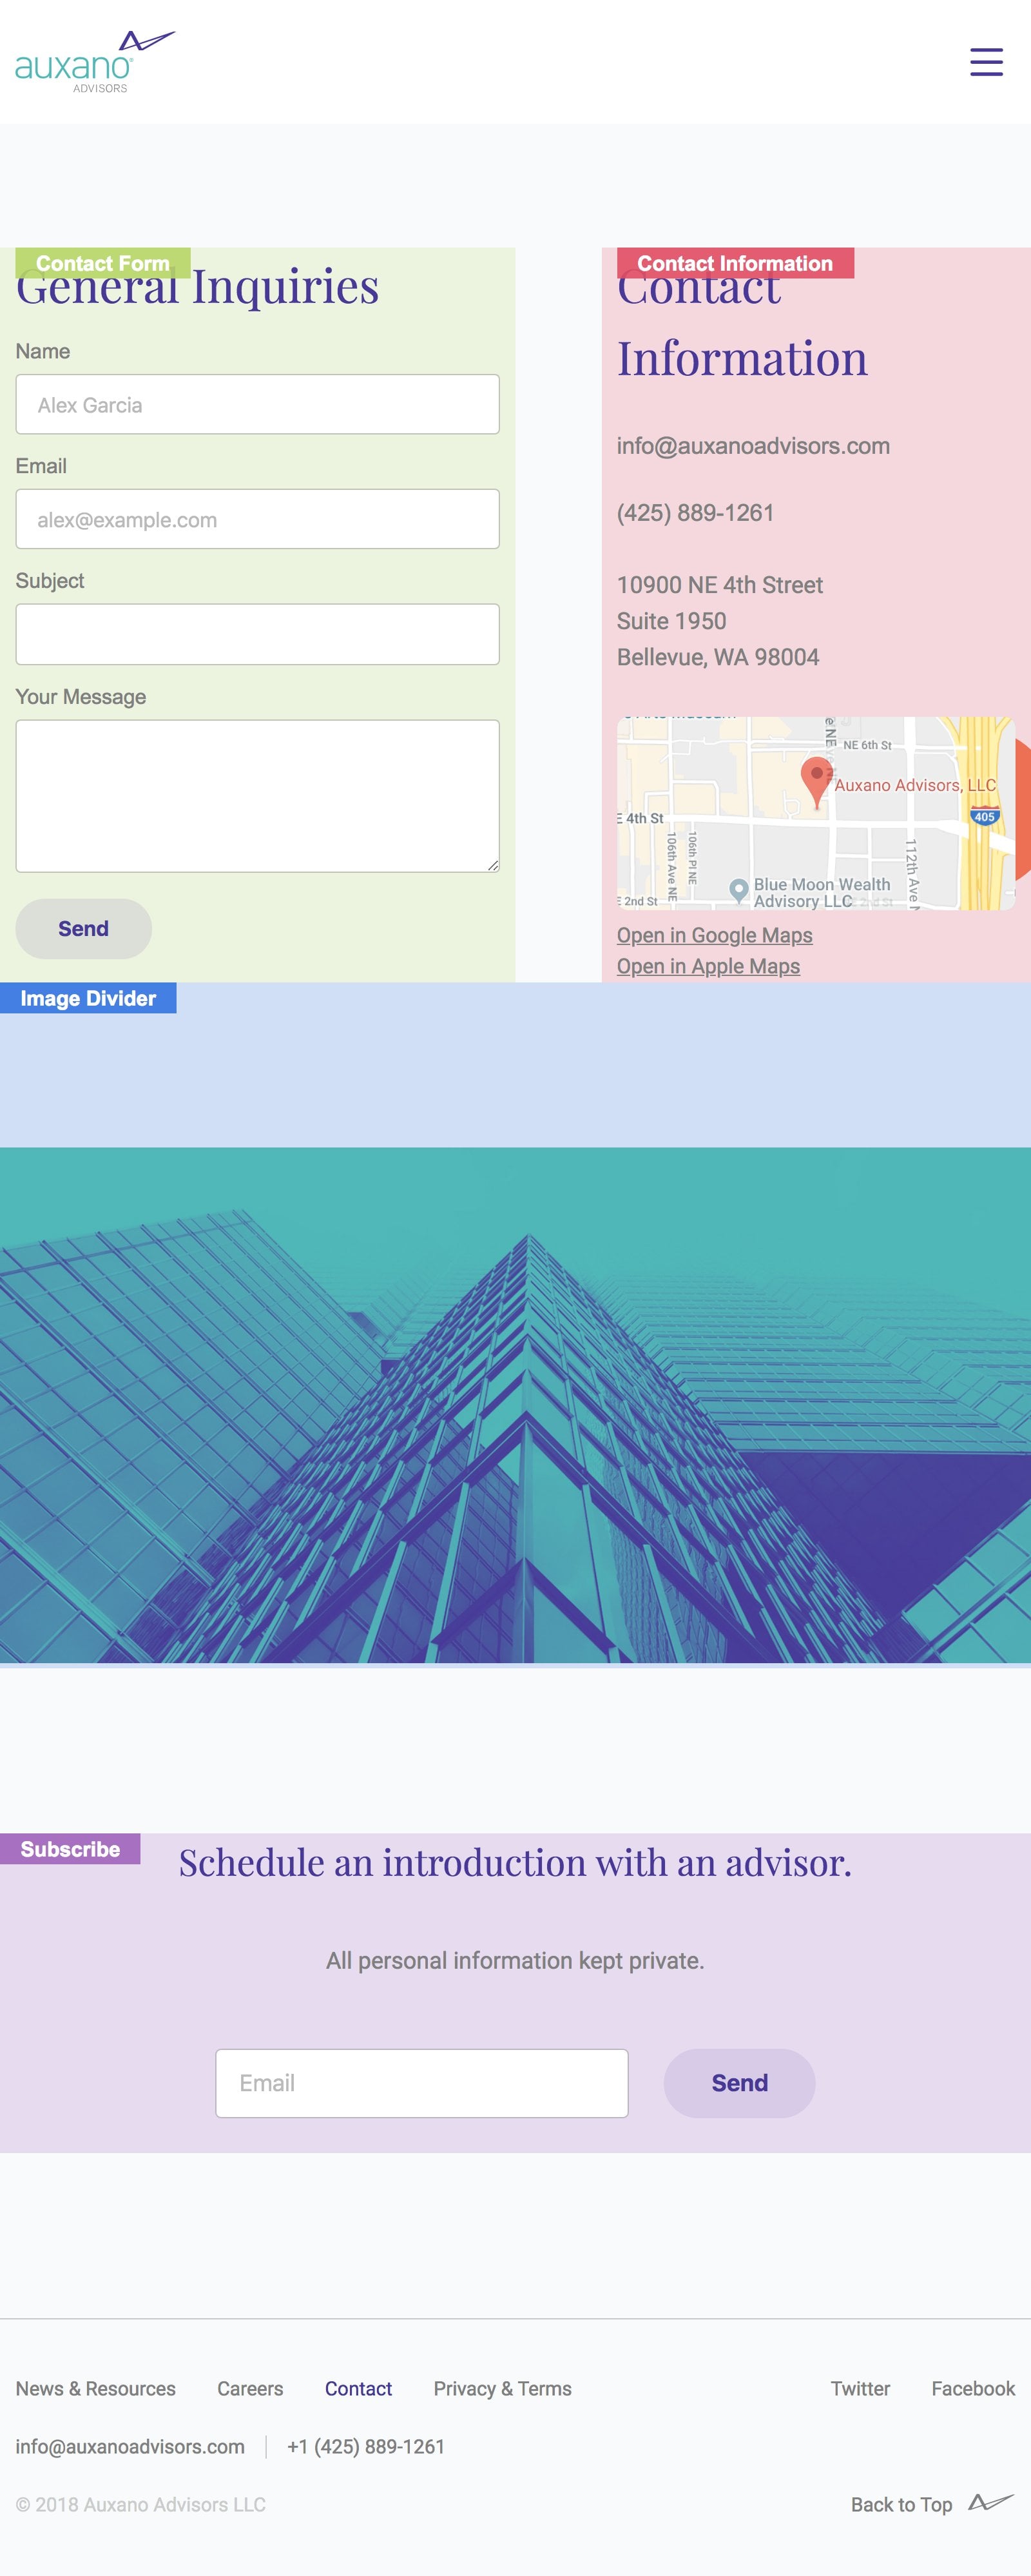 auxano
ADVISORS
Contact Form
General Inquiries
Name
Alex Garcia
Email
alex@example.com
Subject
Your Message
Send
Contact Information
Contact
Information
info@auxanoadvisors.com
(425) 889-1261
10900 NE 4th Street
Suite 1950
Bellevue, WA 98004
NE 6th St
Auxano Advisors, LLC
E 4th St
405
106th Ave NE
106th Pl NE
112th Ave N
Blue Moon Wealth
Advisory LLC
E 2nd St
Open in Google Maps
Open in Apple Maps
Image Divider
Subscribe
Schedule an introduction with an advisor.
All personal information kept private.
Email
Send
News & Resources
Careers
Contact
Privacy & Terms
Twitter
Facebook
info@auxanoadvisors.com
+1 (425) 889-1261
© 2018 Auxano Advisors LLC
Back to Top